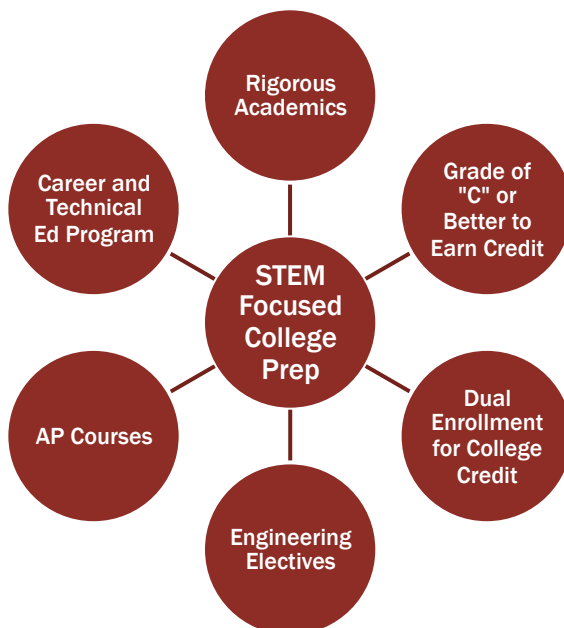 Rigorous
Academics
Grade of
"C" or
Better to
Earn Credit
Dual
Enrollment
for College
Credit
Engineering
Electives
AP Courses
Career and
Technical
Ed Program
STEM
Focused
College
Prep